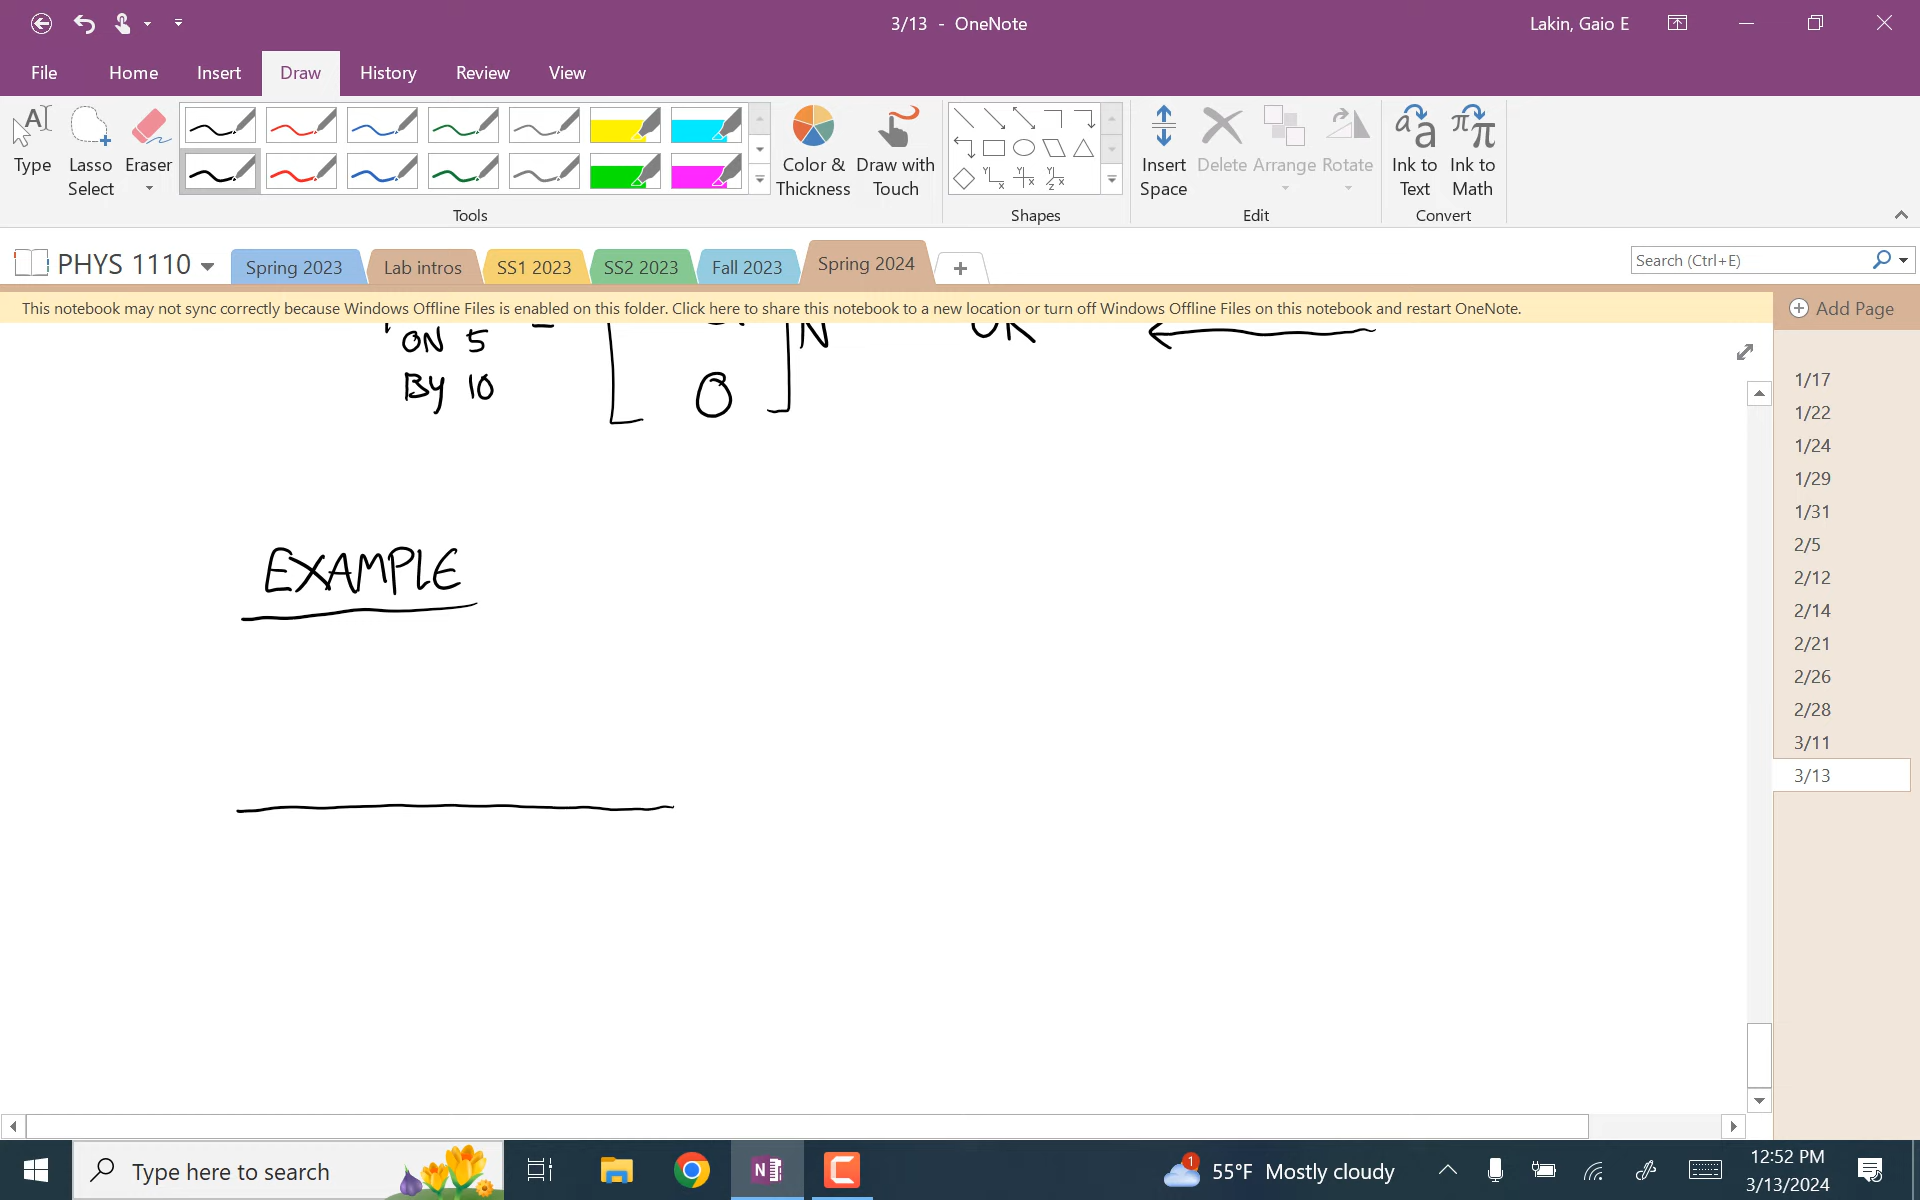 3/13 - OneNote
Lakin, Gaio E
File Home Insert Draw History Review View
Type
Lasso Select
Eraser
Color & Thickness
Draw with Touch
Insert Space
Delete
Arrange
Rotate
Ink to Text
Ink to Math
Tools
Shapes
Edit
Convert
PHYS 1110
Spring 2023
Lab intros
SS1 2023
SS2 2023
Fall 2023
Spring 2024
Search (Ctrl+E)
This notebook may not sync correctly because Windows Offline Files is enabled on this folder. Click here to share this notebook to a new location or turn off Windows Offline Files on this notebook and restart OneNote.
Add Page
ON 5
N
OR
BY 10
0
EXAMPLE
1/17
1/22
1/24
1/29
1/31
2/5
2/12
2/14
2/21
2/26
2/28
3/11
3/13
Type here to search
1
55°F Mostly cloudy
12:52 PM
3/13/2024